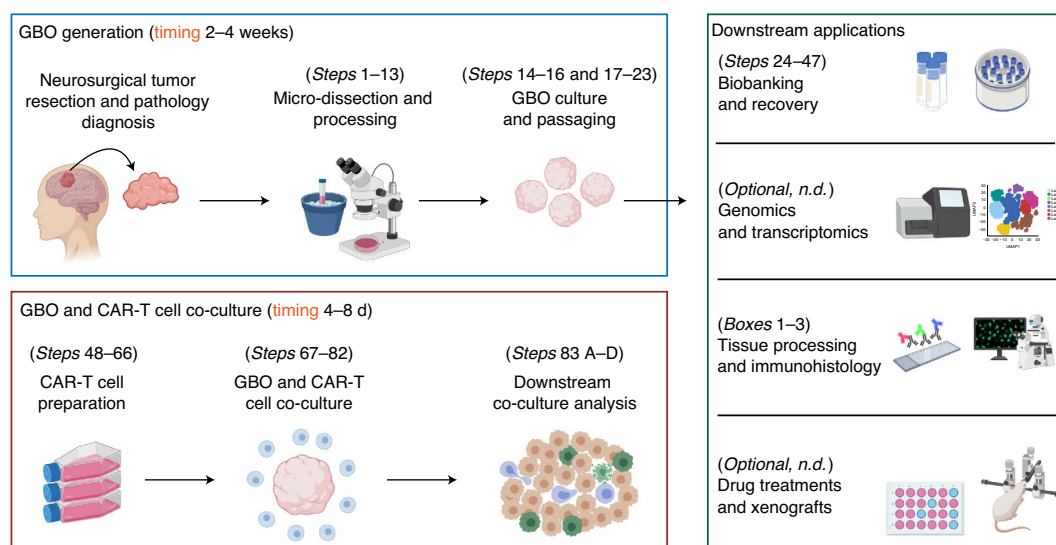 GBO generation (timing 2–4 weeks)
Neurosurgical tumor
resection and pathology
diagnosis
(Steps 1–13)
Micro-dissection and
processing
(Steps 14–16 and 17–23)
GBO culture
and passaging
GBO and CAR-T cell co-culture (timing 4–8 d)
(Steps 48–66)
CAR-T cell
preparation
(Steps 67–82)
GBO and CAR-T
cell co-culture
(Steps 83 A–D)
Downstream
co-culture analysis
Downstream applications
(Steps 24–47)
Biobanking
and recovery
(Optional, n.d.)
Genomics
and transcriptomics
UMAP2
UMAP1
(Boxes 1–3)
Tissue processing
and immunohistology
(Optional, n.d.)
Drug treatments
and xenografts